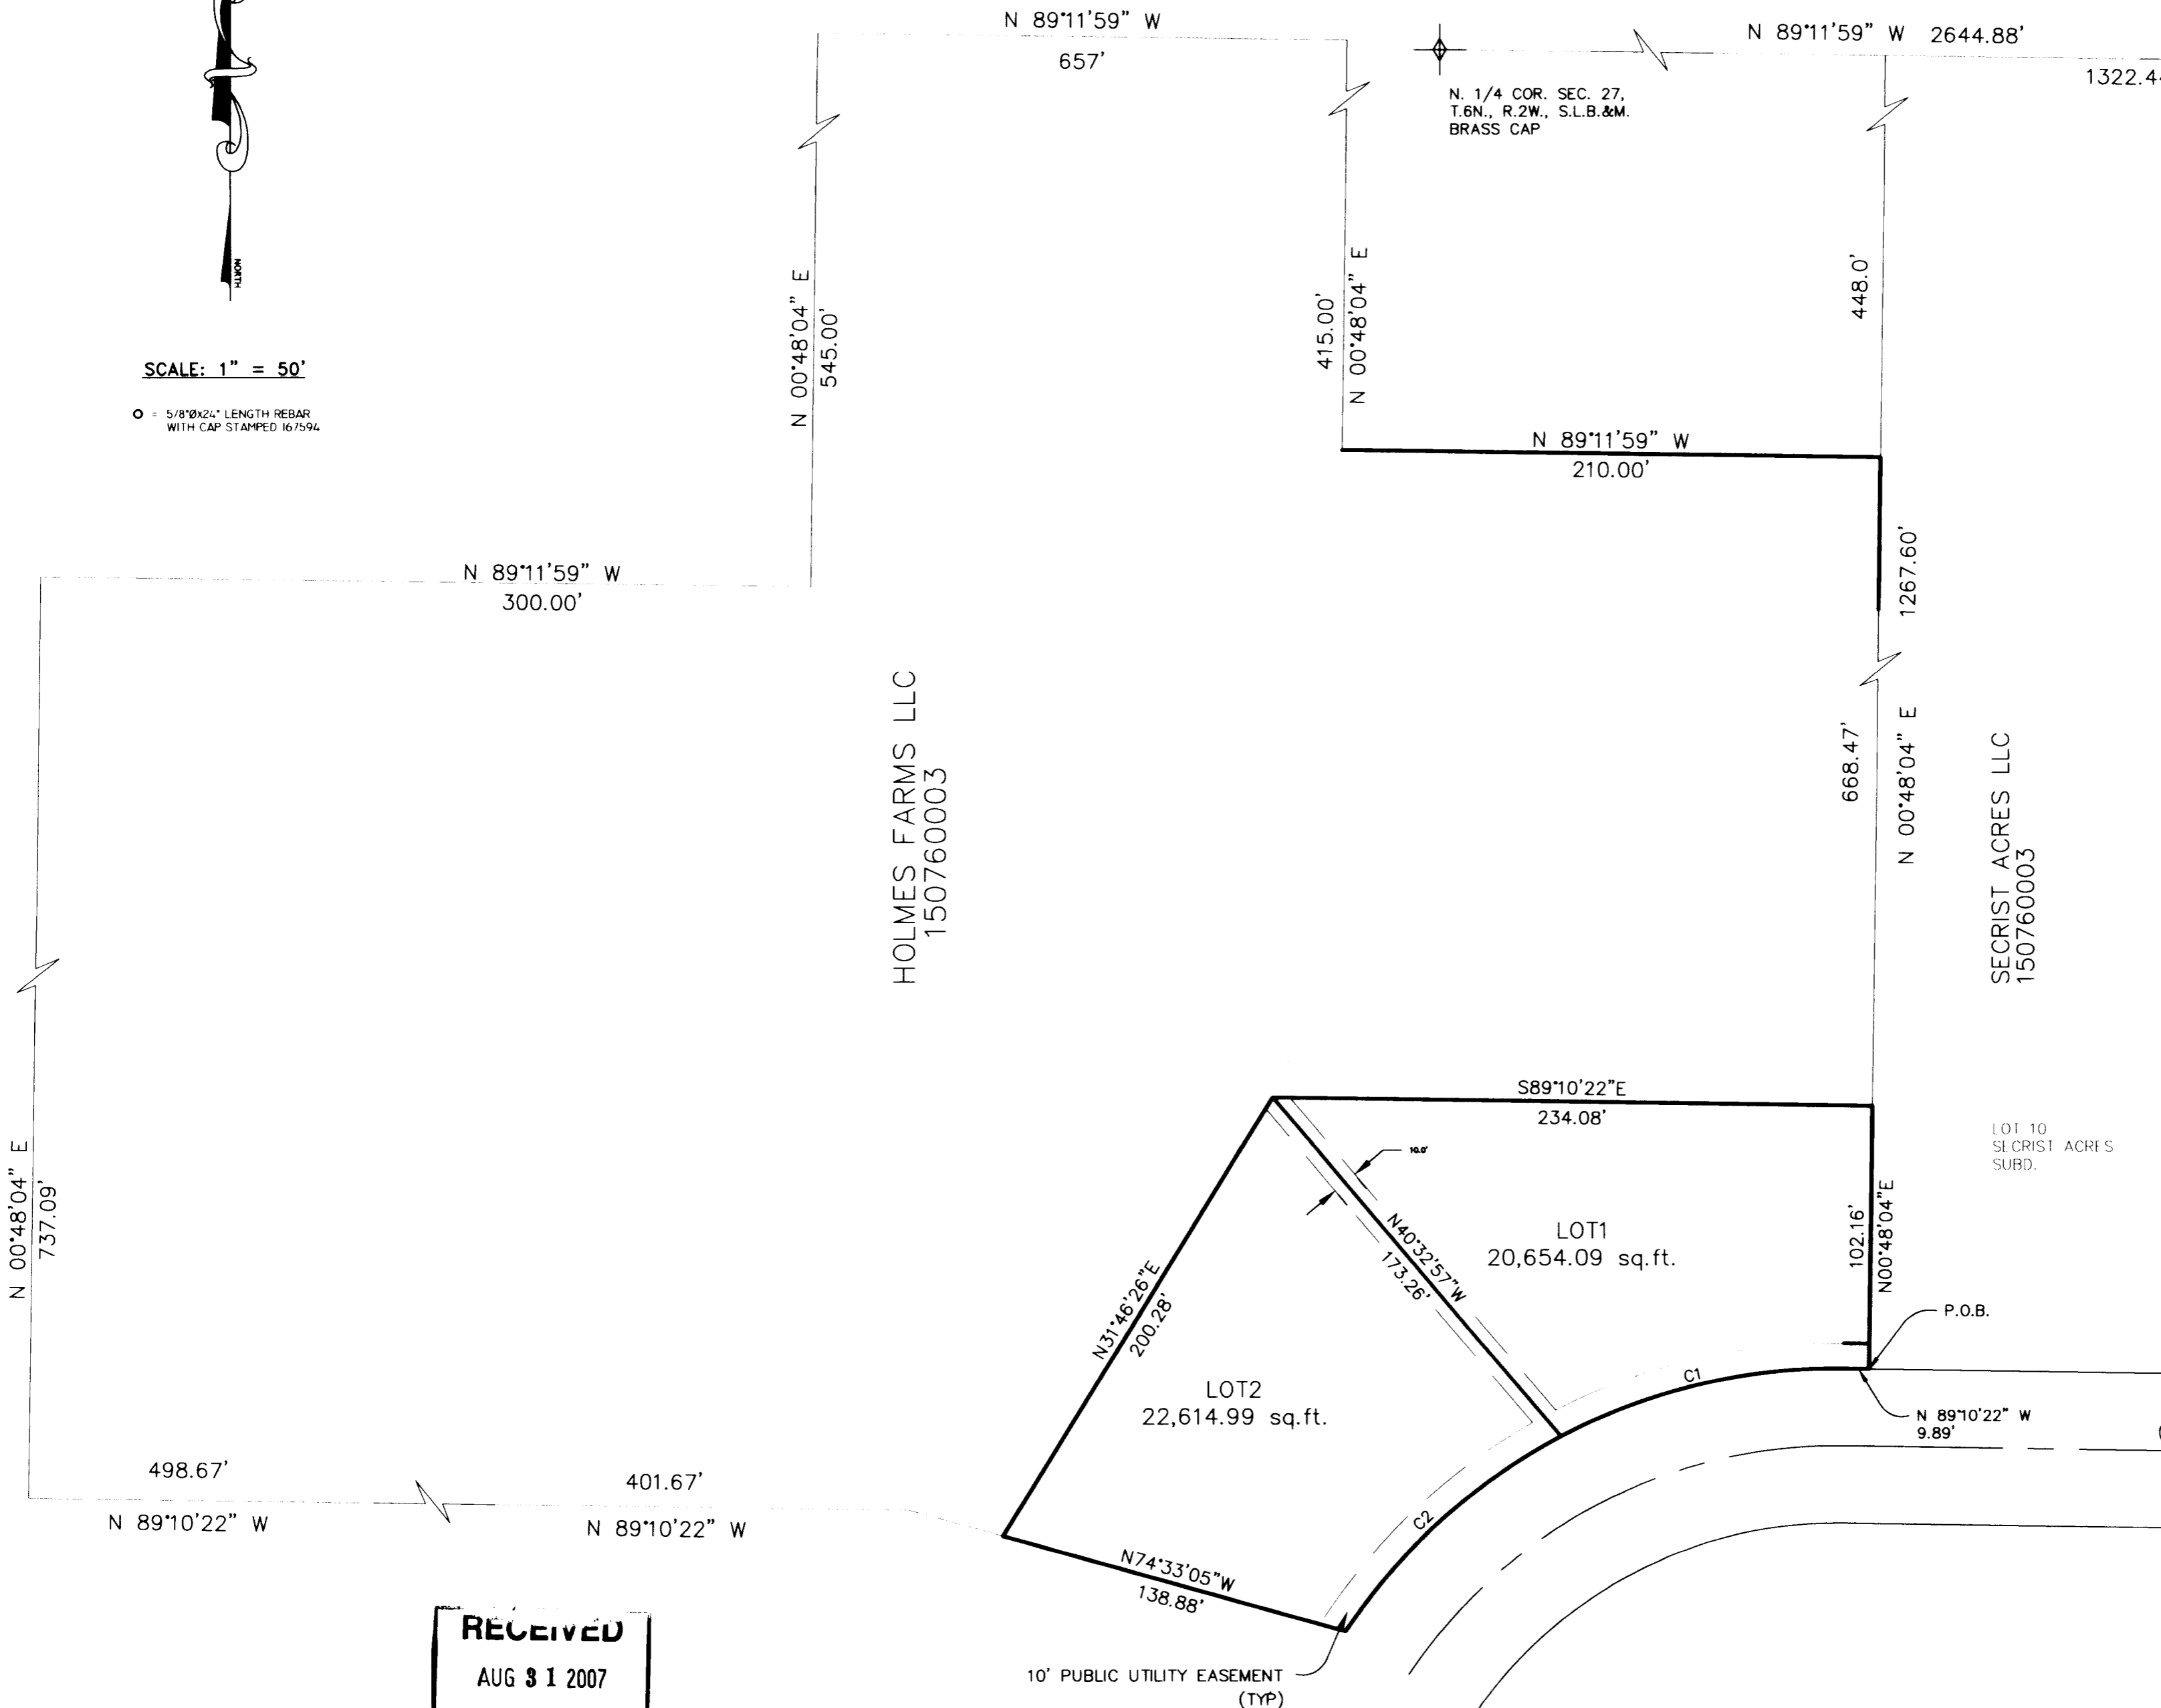 N 89°11'59" W
657'
N 89°11'59" W 2644.88'
N. 1/4 COR. SEC. 27,
T.6N., R.2W., S.L.B.&M.
BRASS CAP
NORTH
SCALE: 1" = 50'
= 5/8"Øx24" LENGTH REBAR
WITH CAP STAMPED 167594
N 00°48'04" E
545.00'
415.00'
N 00°48'04" E
448.0'
N 89°11'59" W
210.00'
1267.60'
N 89°11'59" W
300.00'
HOLMES FARMS LLC
150760003
668.47'
N 00°48'04" E
SECRIST ACRES LLC
150760003
S89°10'22"E
234.08'
10.0'
LOT 10
SECRIST ACRES
SUBD.
N 00°48'04" E
737.09'
N40°32'57"W
173.26'
LOT1
20,654.09 sq.ft.
102.16'
N00°48'04"E
P.O.B.
N31°46'26"E
200.28'
LOT2
22,614.99 sq.ft.
C1
N 89°10'22" W
9.89'
C2
498.67'
N 89°10'22" W
401.67'
N 89°10'22" W
N74°33'05"W
138.88'
10' PUBLIC UTILITY EASEMENT
(TYP)
RECEIVED
AUG 31 2007